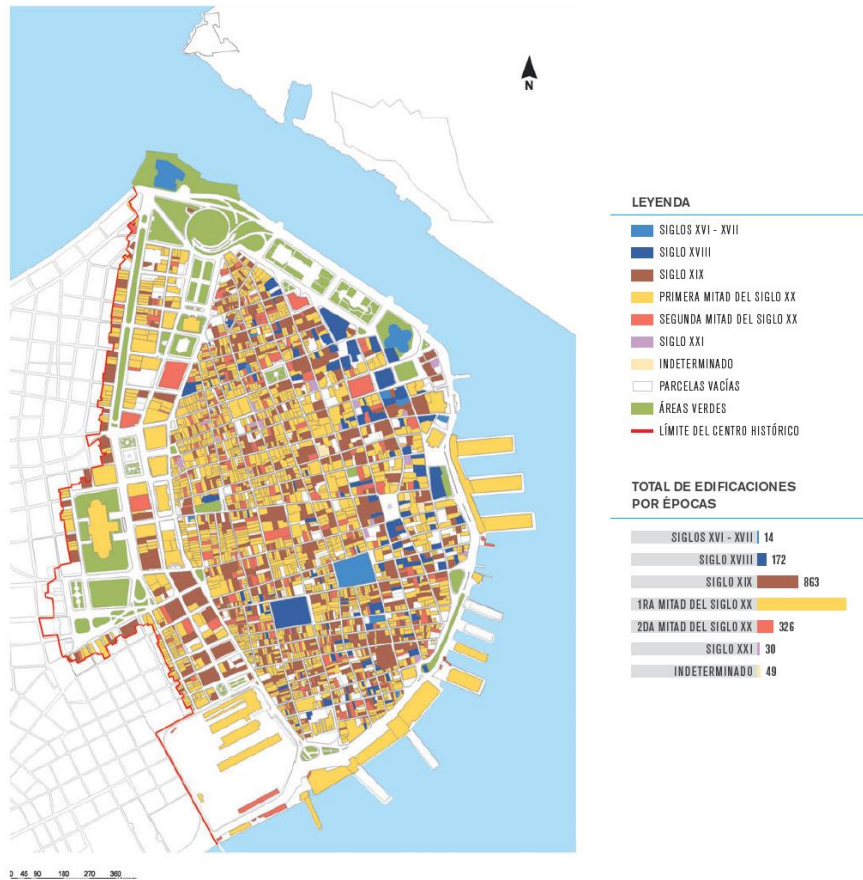 N
LEYENDA
SIGLOS XVI - XVII
SIGLO XVIII
SIGLO XIX
PRIMERA MITAD DEL SIGLO XX
SEGUNDA MITAD DEL SIGLO XX
SIGLO XXI
INDETERMINADO
PARCELAS VACÍAS
ÁREAS VERDES
LÍMITE DEL CENTRO HISTÓRICO
TOTAL DE EDIFICACIONES
POR ÉPOCAS
SIGLOS XVI - XVII 14
SIGLO XVIII 172
SIGLO XIX 863
1RA MITAD DEL SIGLO XX
2DA MITAD DEL SIGLO XX 326
SIGLO XXI 30
INDETERMINADO 49
0 45 90 180 270 360